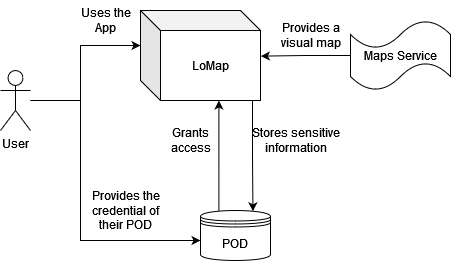 Uses the
App
Provides a
visual map
LoMap
Maps Service
User
Grants
access
Stores sensitive
information
Provides the
credential of
their POD
POD